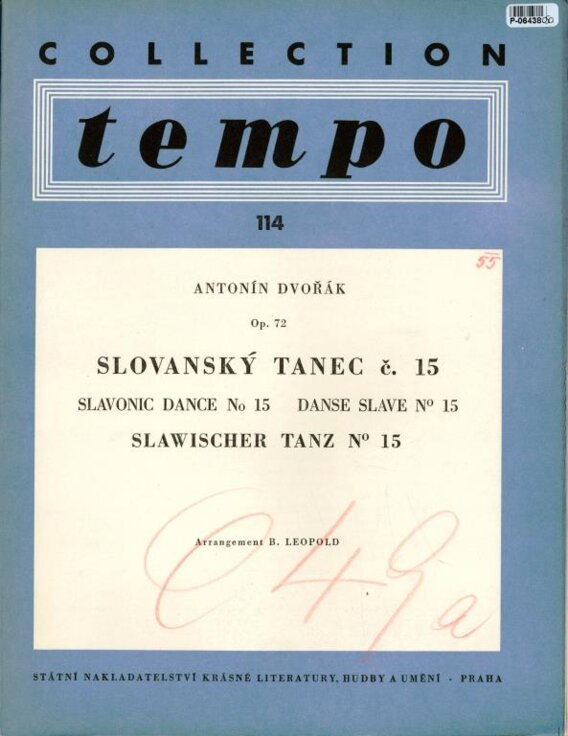 P-06438
COLLECTION
tempo
114
55
ANTONÍN DVOŘÁK
Op. 72
SLOVANSKÝ TANEC č. 15
SLAVONIC DANCE No 15 DANSE SLAVE Nº 15
SLAWISCHER TANZ Nº 15
Arrangement B. LEOPOLD
C49a
STÁTNÍ NAKLADATELSTVÍ KRÁSNÉ LITERATURY, HUDBY A UMĚNÍ · PRAHA